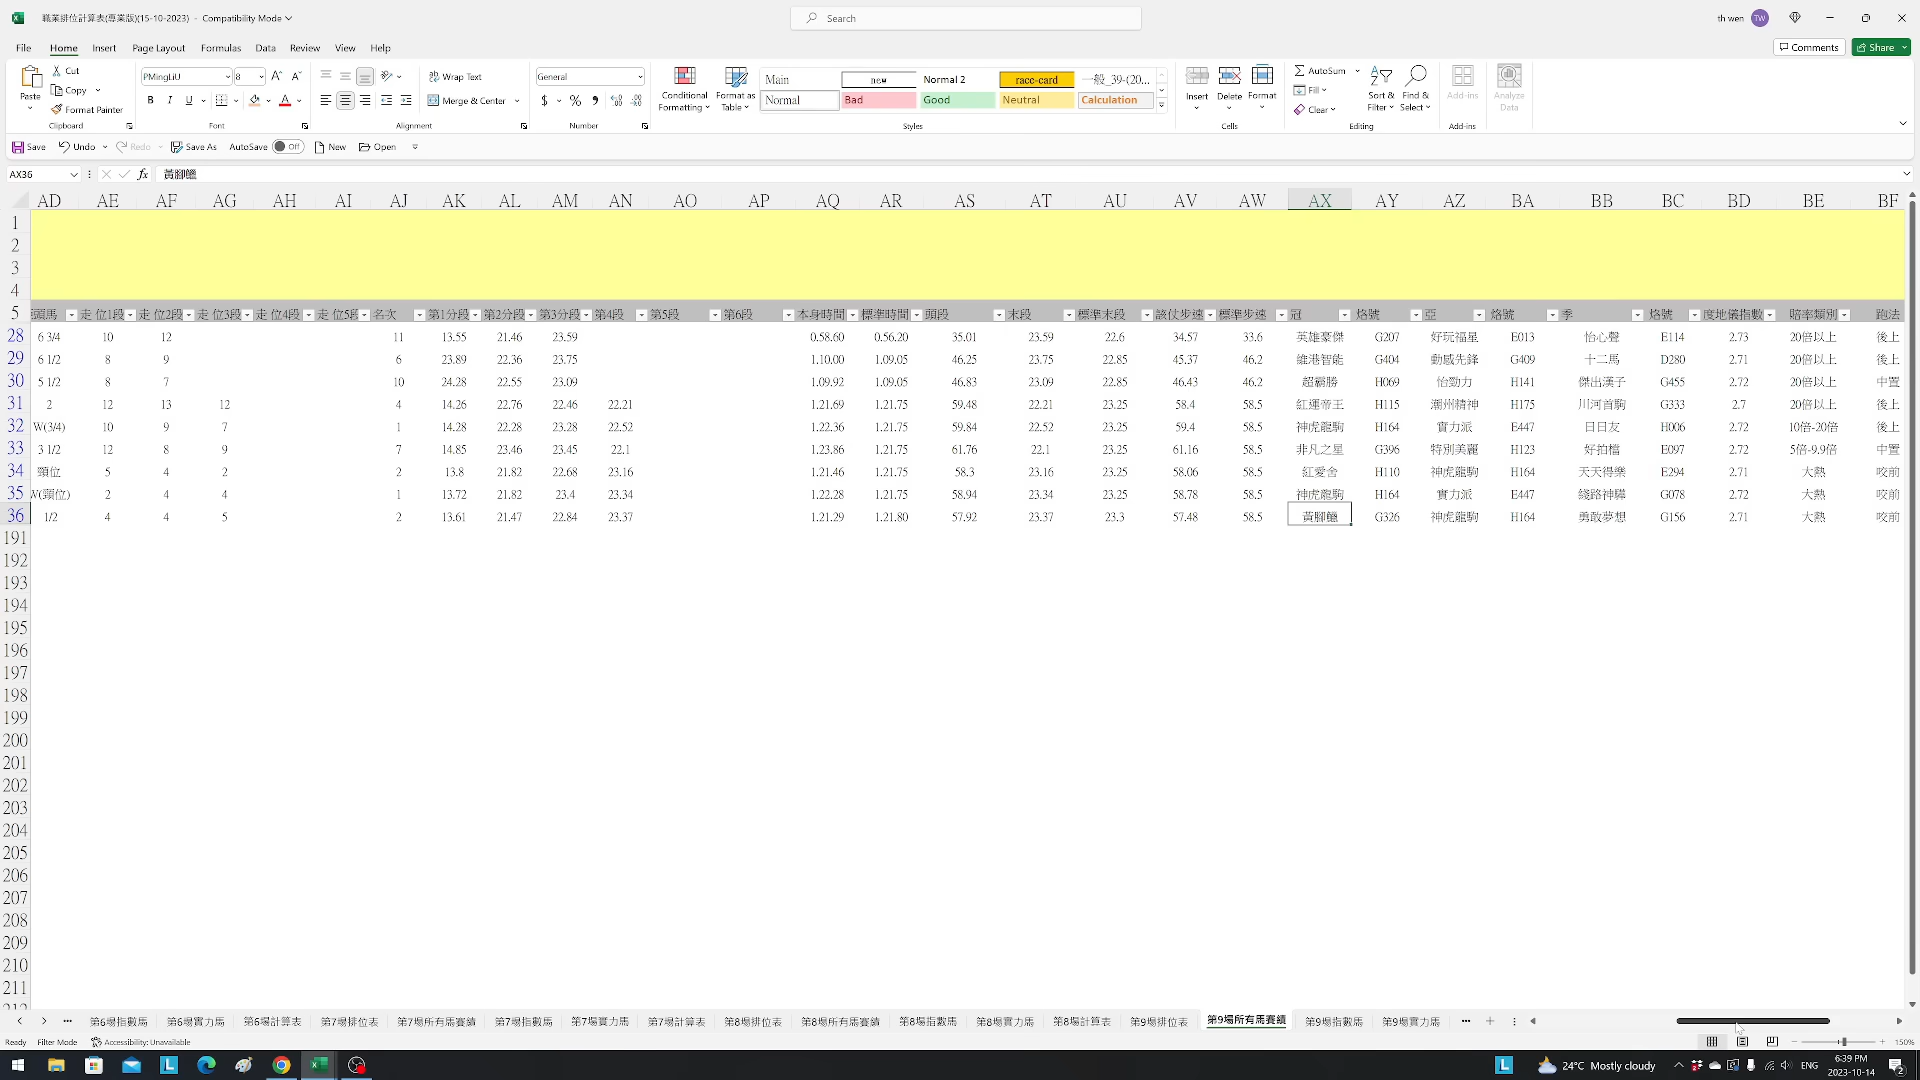 職業排位計算表(專業版)(15-10-2023) - Compatibility Mode
Search
th wen TW
File Home Insert Page Layout Formulas Data Review View Help
Comments Share
Paste Cut Copy Format Painter Clipboard
PMingLiU 8 B I U Font
Wrap Text Merge & Center Alignment
General $ % Number
Conditional Formatting Format as Table
Main new Normal 2 race-card 一般_39-(20...
Normal Bad Good Neutral Calculation
Styles
Insert Delete Format Cells
AutoSum Fill Clear Sort & Filter Find & Select Editing
Add-ins Add-ins Analyze Data
Save Undo Redo Save As AutoSave Off New Open
AX36 fx 黃腳鱲
AD AE AF AG AH AI AJ AK AL AM AN AO AP AQ AR AS AT AU AV AW AX AY AZ BA BB BC BD BE BF
1
2
3
4
5 頭馬 走位1段 走位2段 走位3段 走位4段 走位5段 名次 第1分段 第2分段 第3分段 第4段 第5段 第6段 本身時間 標準時間 頭段 末段 標準末段 該仗步速 標準步速 冠 烙號 亞 烙號 季 烙號 度地儀指數 賠率類別 跑法
28 6 3/4 10 12 11 13.55 21.46 23.59 0.58.60 0.56.20 35.01 23.59 22.6 34.57 33.6 英雄豪傑 G207 好玩福星 E013 怡心聲 E114 2.73 20倍以上 後上
29 6 1/2 8 9 6 23.89 22.36 23.75 1.10.00 1.09.05 46.25 23.75 22.85 45.37 46.2 維港智能 G404 動感先鋒 G409 十二馬 D280 2.71 20倍以上 後上
30 5 1/2 8 7 10 24.28 22.55 23.09 1.09.92 1.09.05 46.83 23.09 22.85 46.43 46.2 超霸勝 H069 怡勁力 H141 傑出漢子 G455 2.72 20倍以上 中置
31 2 12 13 12 4 14.26 22.76 22.46 22.21 1.21.69 1.21.75 59.48 22.21 23.25 58.4 58.5 紅運帝王 H115 潮州精神 H175 川河首駒 G333 2.7 20倍以上 後上
32 W(3/4) 10 9 7 1 14.28 22.28 23.28 22.52 1.22.36 1.21.75 59.84 22.52 23.25 59.4 58.5 神虎龍駒 H164 實力派 E447 日日友 H006 2.72 10倍-20倍 後上
33 3 1/2 12 8 9 7 14.85 23.46 23.45 22.1 1.23.86 1.21.75 61.76 22.1 23.25 61.16 58.5 非凡之星 G396 特別美麗 H123 好拍檔 E097 2.72 5倍-9.9倍 中置
34 頸位 5 4 2 2 13.8 21.82 22.68 23.16 1.21.46 1.21.75 58.3 23.16 23.25 58.06 58.5 紅愛舍 H110 神虎龍駒 H164 天天得樂 E294 2.71 大熱 咬前
35 W(頸位) 2 4 4 1 13.72 21.82 23.4 23.34 1.22.28 1.21.75 58.94 23.34 23.25 58.78 58.5 神虎龍駒 H164 實力派 E447 錢路神驛 G078 2.72 大熱 咬前
36 1/2 4 4 5 2 13.61 21.47 22.84 23.37 1.21.29 1.21.80 57.92 23.37 23.3 57.48 58.5 黃腳鱲 G326 神虎龍駒 H164 勇敢夢想 G156 2.71 大熱 咬前
191
192
193
194
195
196
197
198
199
200
201
202
203
204
205
206
207
208
209
210
211
第6場指數馬 第6場實力馬 第6場計算表 第7場排位表 第7場所有馬賽績 第7場指數馬 第7場實力馬 第7場計算表 第8場排位表 第8場所有馬賽績 第8場指數馬 第8場實力馬 第8場計算表 第9場排位表 第9場所有馬賽績 第9場指數馬 第9場實力馬
Ready Filter Mode Accessibility: Unavailable 150%
24°C Mostly cloudy ENG 6:39 PM
2023-10-14